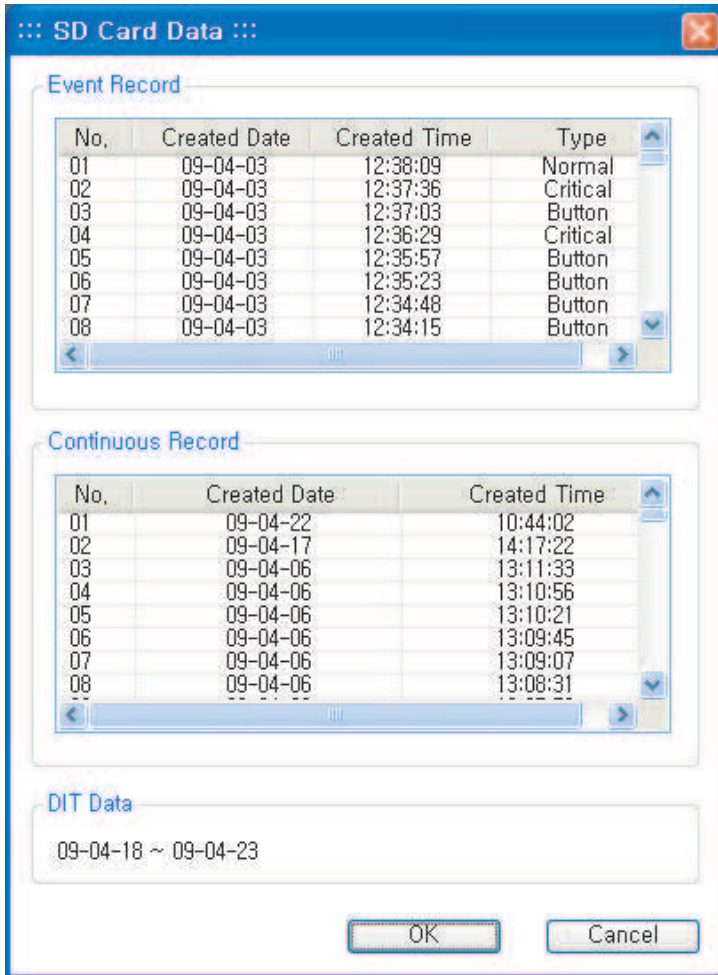 ::: SD Card Data :::
Event Record
No, Created Date Created Time Type
01 09-04-03 12:38:09 Normal
02 09-04-03 12:37:36 Critical
03 09-04-03 12:37:03 Button
04 09-04-03 12:36:29 Critical
05 09-04-03 12:35:57 Button
06 09-04-03 12:35:23 Button
07 09-04-03 12:34:48 Button
08 09-04-03 12:34:15 Button
Continuous Record
No, Created Date Created Time
01 09-04-22 10:44:02
02 09-04-17 14:17:22
03 09-04-06 13:11:33
04 09-04-06 13:10:56
05 09-04-06 13:10:21
06 09-04-06 13:09:45
07 09-04-06 13:09:07
08 09-04-06 13:08:31
DIT Data
09-04-18 ~ 09-04-23
OK Cancel